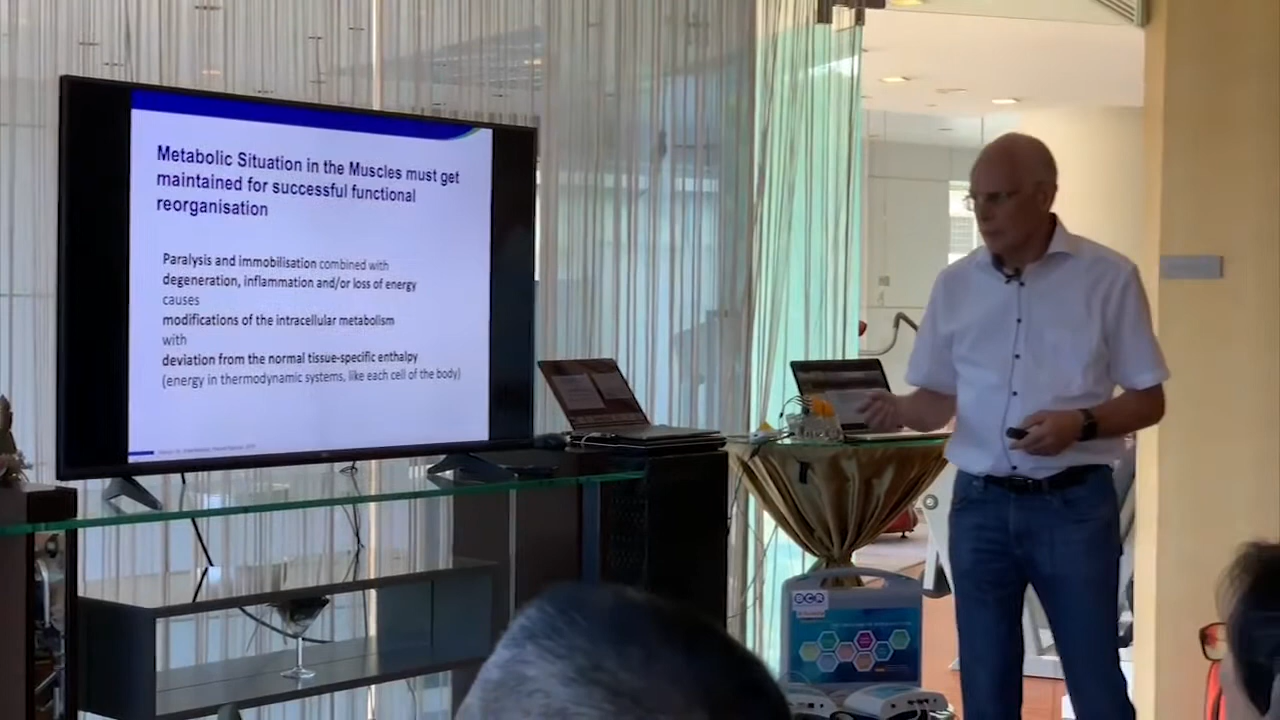 Metabolic Situation in the Muscles must get
maintained for successful functional
reorganisation
Paralysis and immobilisation combined with
degeneration, inflammation and/or loss of energy
causes
modifications of the intracellular metabolism
with
deviation from the normal tissue-specific enthalpy
(energy in thermodynamic systems, like each cell of the body)
BCR